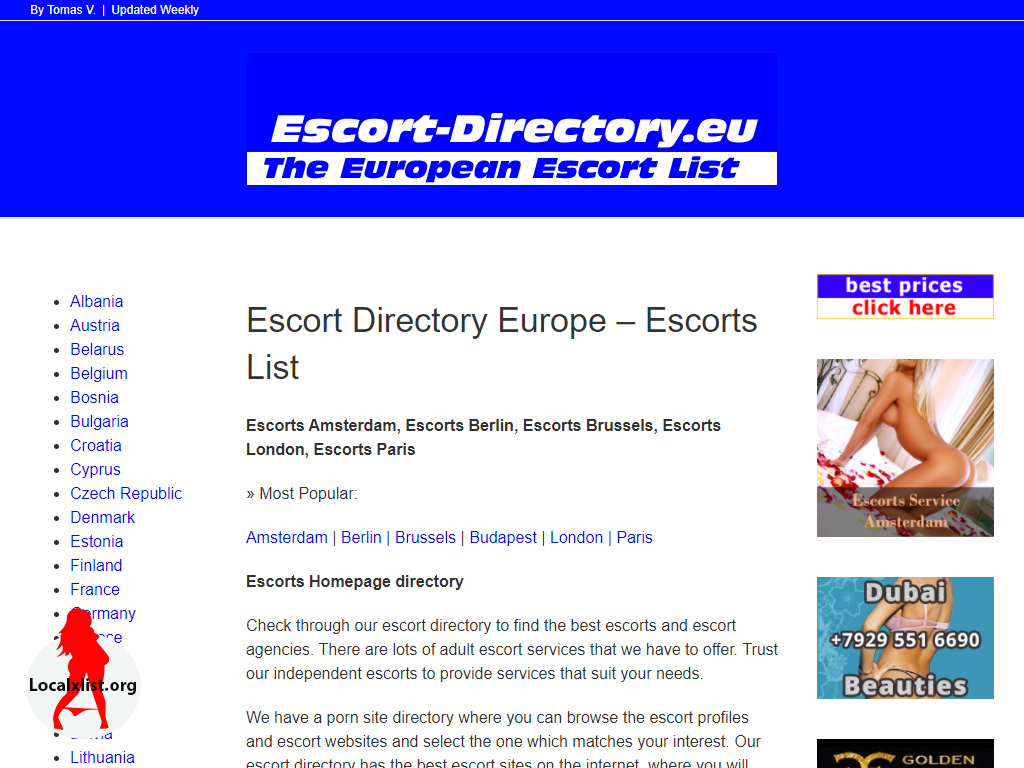 By Tomas V. | Updated Weekly
Escort-Directory.eu
The European Escort List
Albania
Austria
Belarus
Belgium
Bosnia
Bulgaria
Croatia
Cyprus
Czech Republic
Denmark
Estonia
Finland
France
Localxlist.org
Lithuania
Escort Directory Europe – Escorts
List
Escorts Amsterdam, Escorts Berlin, Escorts Brussels, Escorts
London, Escorts Paris
» Most Popular:
Amsterdam | Berlin | Brussels | Budapest | London | Paris
Escorts Homepage directory
Check through our escort directory to find the best escorts and escort
agencies. There are lots of adult escort services that we have to offer. Trust
our independent escorts to provide services that suit your needs.
We have a porn site directory where you can browse the escort profiles
and escort websites and select the one which matches your interest. Our
escort directory has the best escort sites on the internet, where you will
best prices
click here
Escorts Service
Amsterdam
Dubai
+7929 551 6690
Beauties
GOLDEN